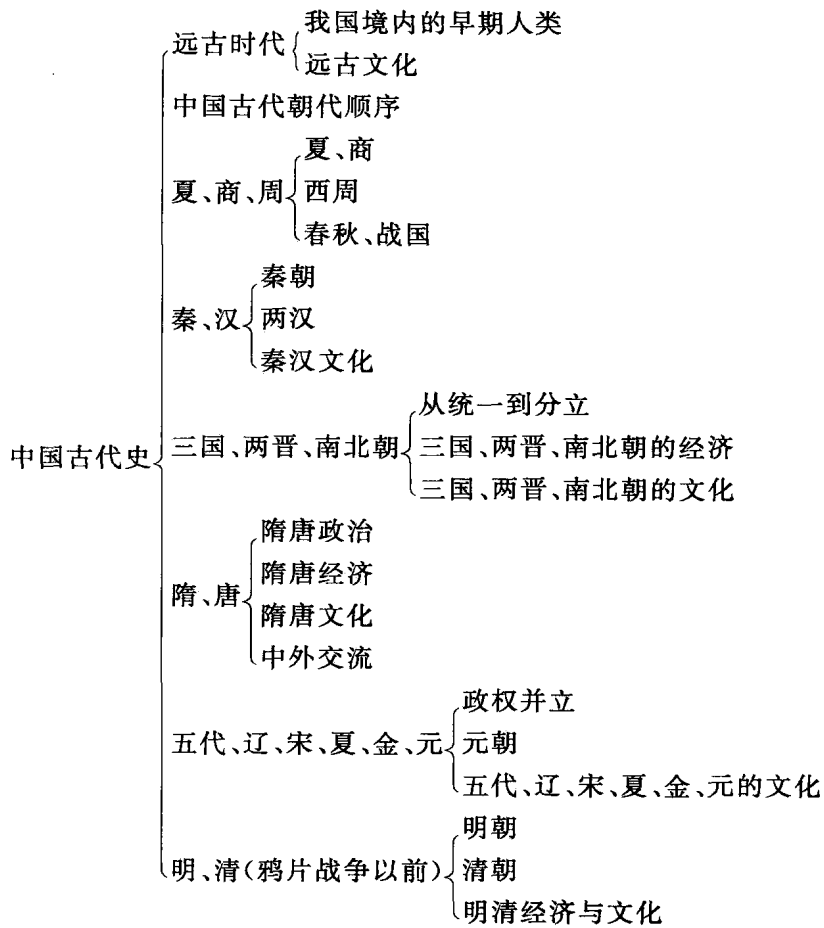 中国古代史
远古时代
我国境内的早期人类
远古文化
中国古代朝代顺序
夏、商、周
夏、商
西周
春秋、战国
秦、汉
秦朝
两汉
秦汉文化
三国、两晋、南北朝
从统一到分立
三国、两晋、南北朝的经济
三国、两晋、南北朝的文化
隋、唐
隋唐政治
隋唐经济
隋唐文化
中外交流
五代、辽、宋、夏、金、元
政权并立
元朝
五代、辽、宋、夏、金、元的文化
明、清(鸦片战争以前)
明朝
清朝
明清经济与文化